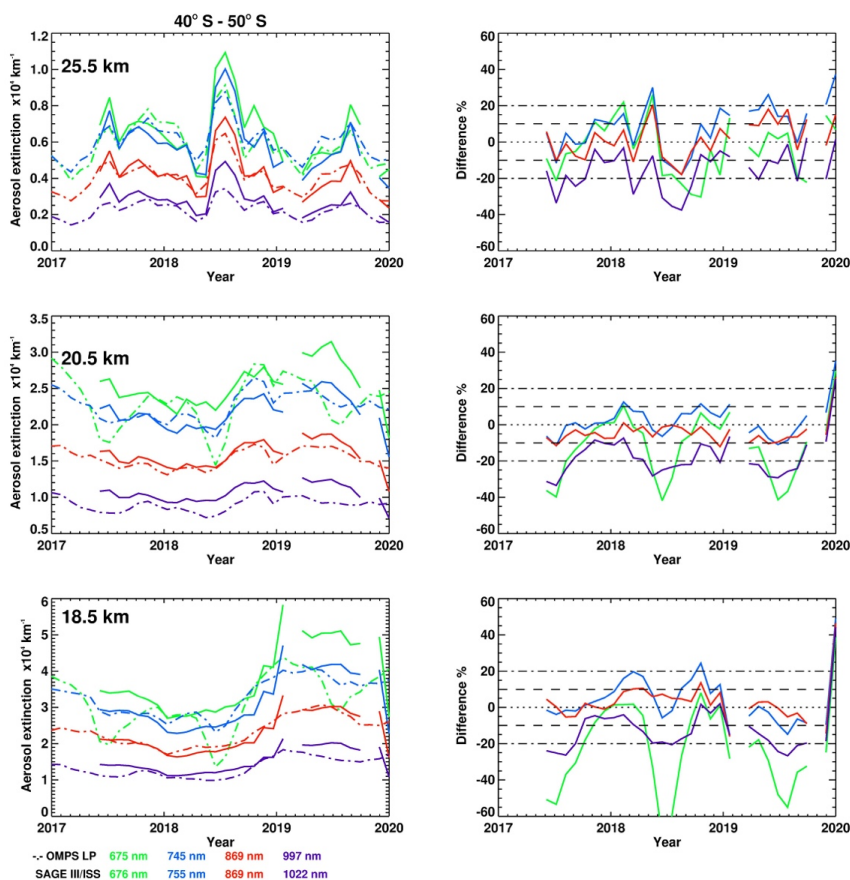 40° S - 50° S
Aerosol extinction x10⁴ km⁻¹
25.5 km
1.2
1.0
0.8
0.6
0.4
0.2
0.0
2017 2018 2019 2020
Year
Difference %
60
40
20
0
-20
-40
-60
2017 2018 2019 2020
Year
Aerosol extinction x10⁴ km⁻¹
20.5 km
3.5
3.0
2.5
2.0
1.5
1.0
0.5
2017 2018 2019 2020
Year
Difference %
60
40
20
0
-20
-40
-60
2017 2018 2019 2020
Year
Aerosol extinction x10⁴ km⁻¹
18.5 km
6
5
4
3
2
1
0
2017 2018 2019 2020
Year
Difference %
60
40
20
0
-20
-40
-60
2017 2018 2019 2020
Year
-.- OMPS LP 675 nm 745 nm 869 nm 997 nm
SAGE III/ISS 676 nm 755 nm 869 nm 1022 nm